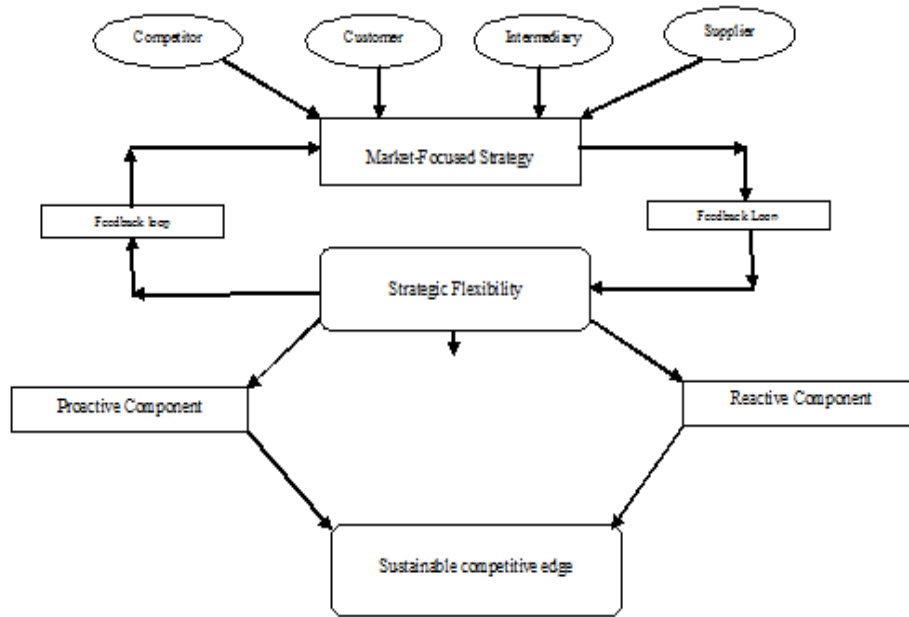 Competitor
Customer
Intermediary
Supplier
Market-Focused Strategy
Feedback loop
Feedback Loop
Strategic Flexibility
Proactive Component
Reactive Component
Sustainable competitive edge